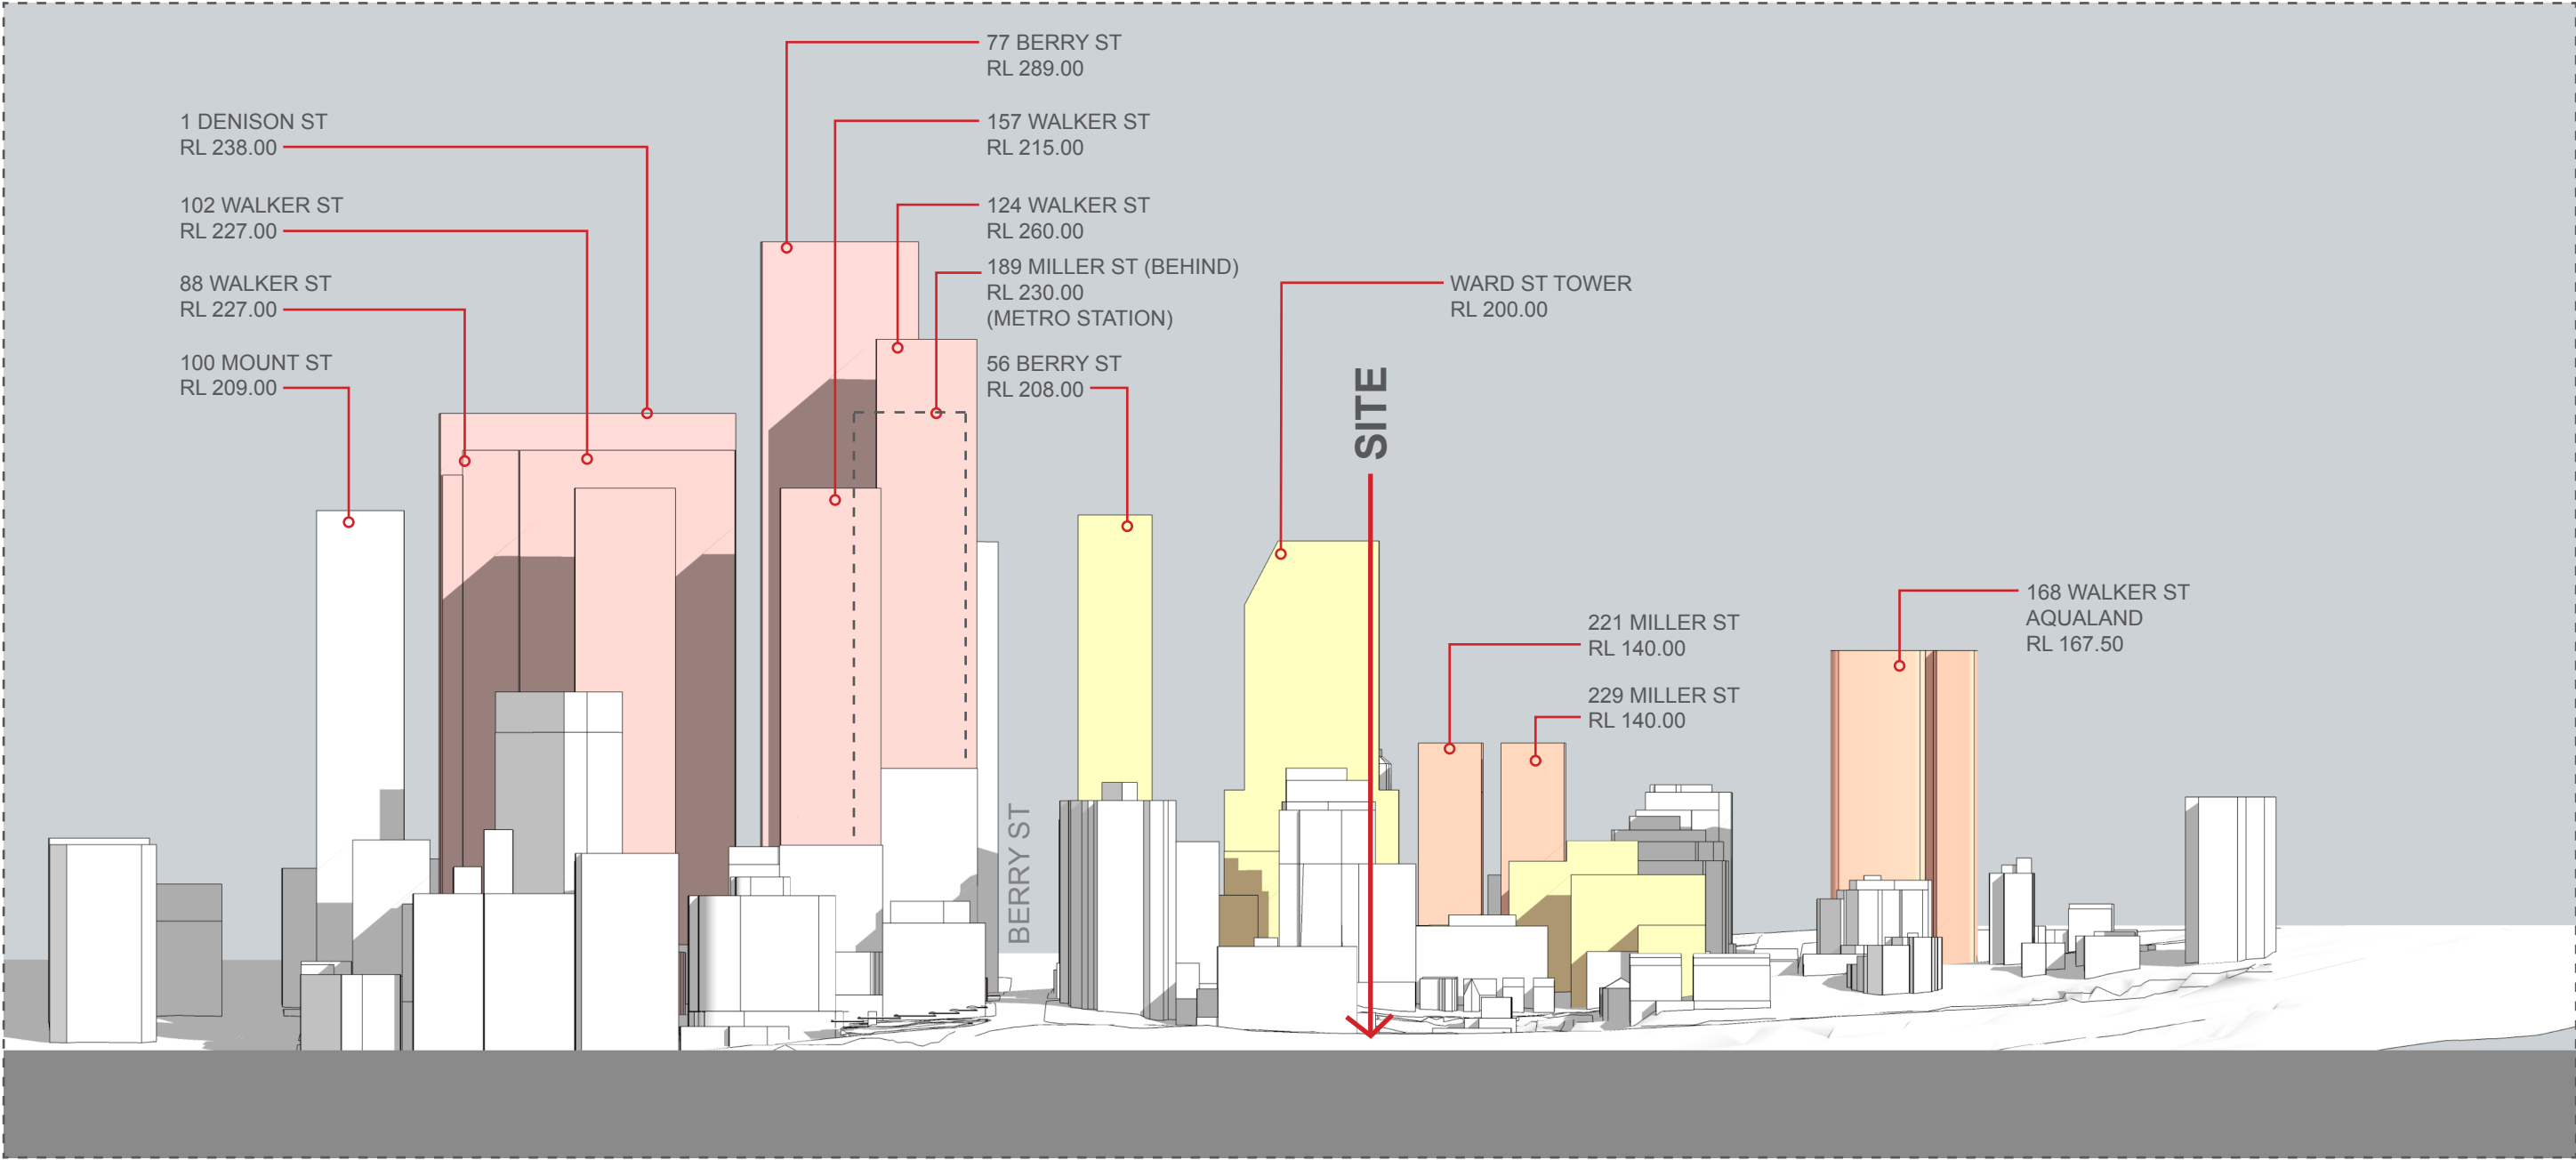 77 BERRY ST
RL 289.00
1 DENISON ST
RL 238.00
157 WALKER ST
RL 215.00
102 WALKER ST
RL 227.00
124 WALKER ST
RL 260.00
189 MILLER ST (BEHIND)
RL 230.00
(METRO STATION)
88 WALKER ST
RL 227.00
WARD ST TOWER
RL 200.00
100 MOUNT ST
RL 209.00
56 BERRY ST
RL 208.00
SITE
168 WALKER ST
AQUALAND
RL 167.50
221 MILLER ST
RL 140.00
229 MILLER ST
RL 140.00
BERRY ST